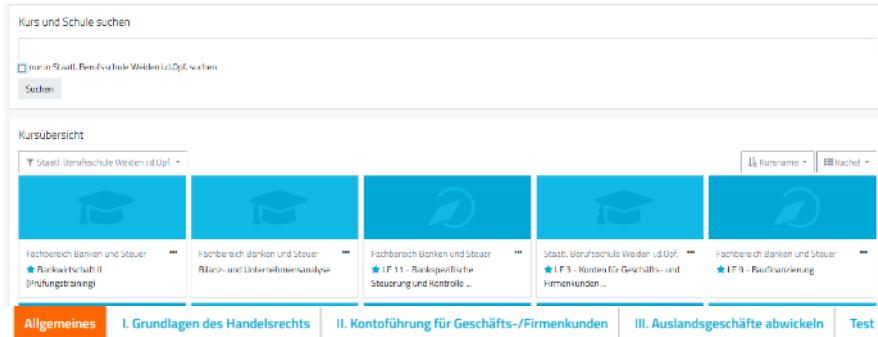 Kurs und Schule suchen
nur in Staatl. Berufsschule Weiden i.d.Opf. suchen
Suchen
Kursübersicht
Staatl. Berufsschule Weiden i.d.Opf.
Kursname
Kachel
Fachbereich Banken und Steuer
Bankwirtschaft II
(Prüfungstraining)
Fachbereich Banken und Steuer
Bilanz- und Unternehmensanalyse
Fachbereich Banken und Steuer
LF 11 - Bankspezifische
Steuerung und Kontrolle ...
Staatl. Berufsschule Weiden i.d.Opf.
LF 3 - Konten für Geschäfts- und
Firmenkunden ...
Fachbereich Banken und Steuer
LF 9 - Baufinanzierung
Allgemeines
I. Grundlagen des Handelsrechts
II. Kontoführung für Geschäfts-/Firmenkunden
III. Auslandsgeschäfte abwickeln
Test